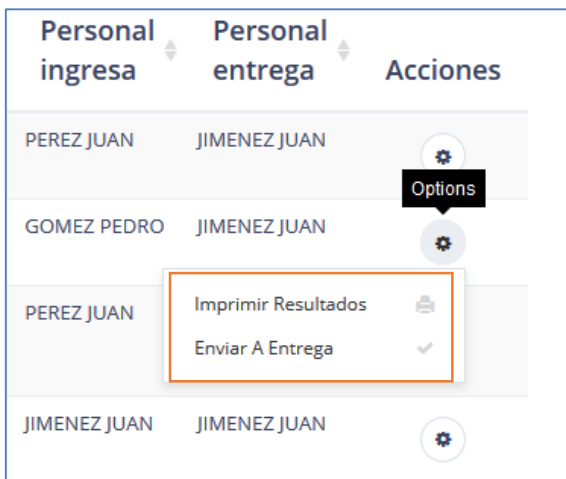 Personal ingresa
Personal entrega
Acciones
PEREZ JUAN JIMENEZ JUAN
Options
GOMEZ PEDRO JIMENEZ JUAN
Imprimir Resultados
PEREZ JUAN
Enviar A Entrega
JIMENEZ JUAN JIMENEZ JUAN